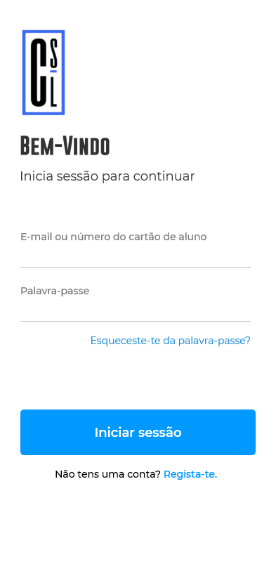 CSL
Bem-Vindo
Inicia sessão para continuar
E-mail ou número do cartão de aluno
Palavra-passe
Esqueceste-te da palavra-passe?
Iniciar sessão
Não tens uma conta? Regista-te.